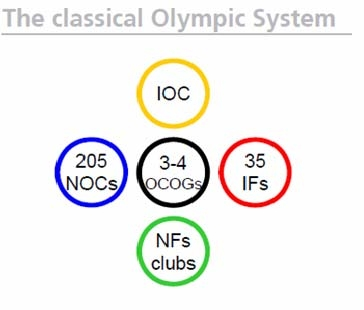 The classical Olympic System
IOC
205
NOCs
3-4
OCOGs
35
IFs
NFs
clubs